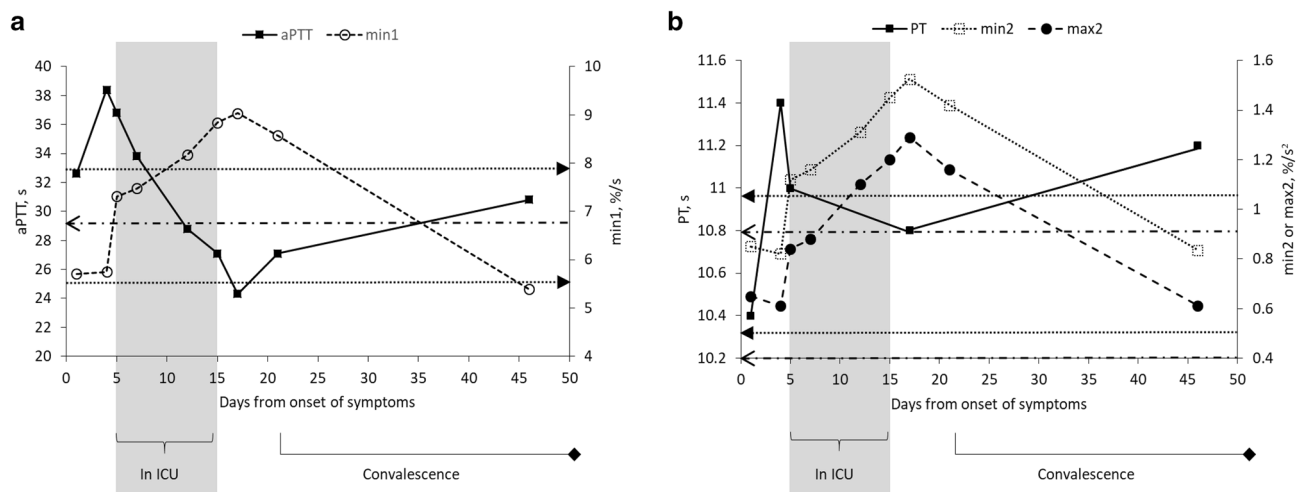 a
aPTT min1
40
38
36
34
32
30
28
26
24
22
20
aPTT, s
10
9
8
7
6
5
4
min1, %/s
0 5 10 15 20 25 30 35 40 45 50
Days from onset of symptoms
In ICU
Convalescence
b
PT min2 max2
11.6
11.4
11.2
11
10.8
10.6
10.4
10.2
PT, s
1.6
1.4
1.2
1
0.8
0.6
0.4
min2 or max2, %/s²
0 5 10 15 20 25 30 35 40 45 50
Days from onset of symptoms
In ICU
Convalescence